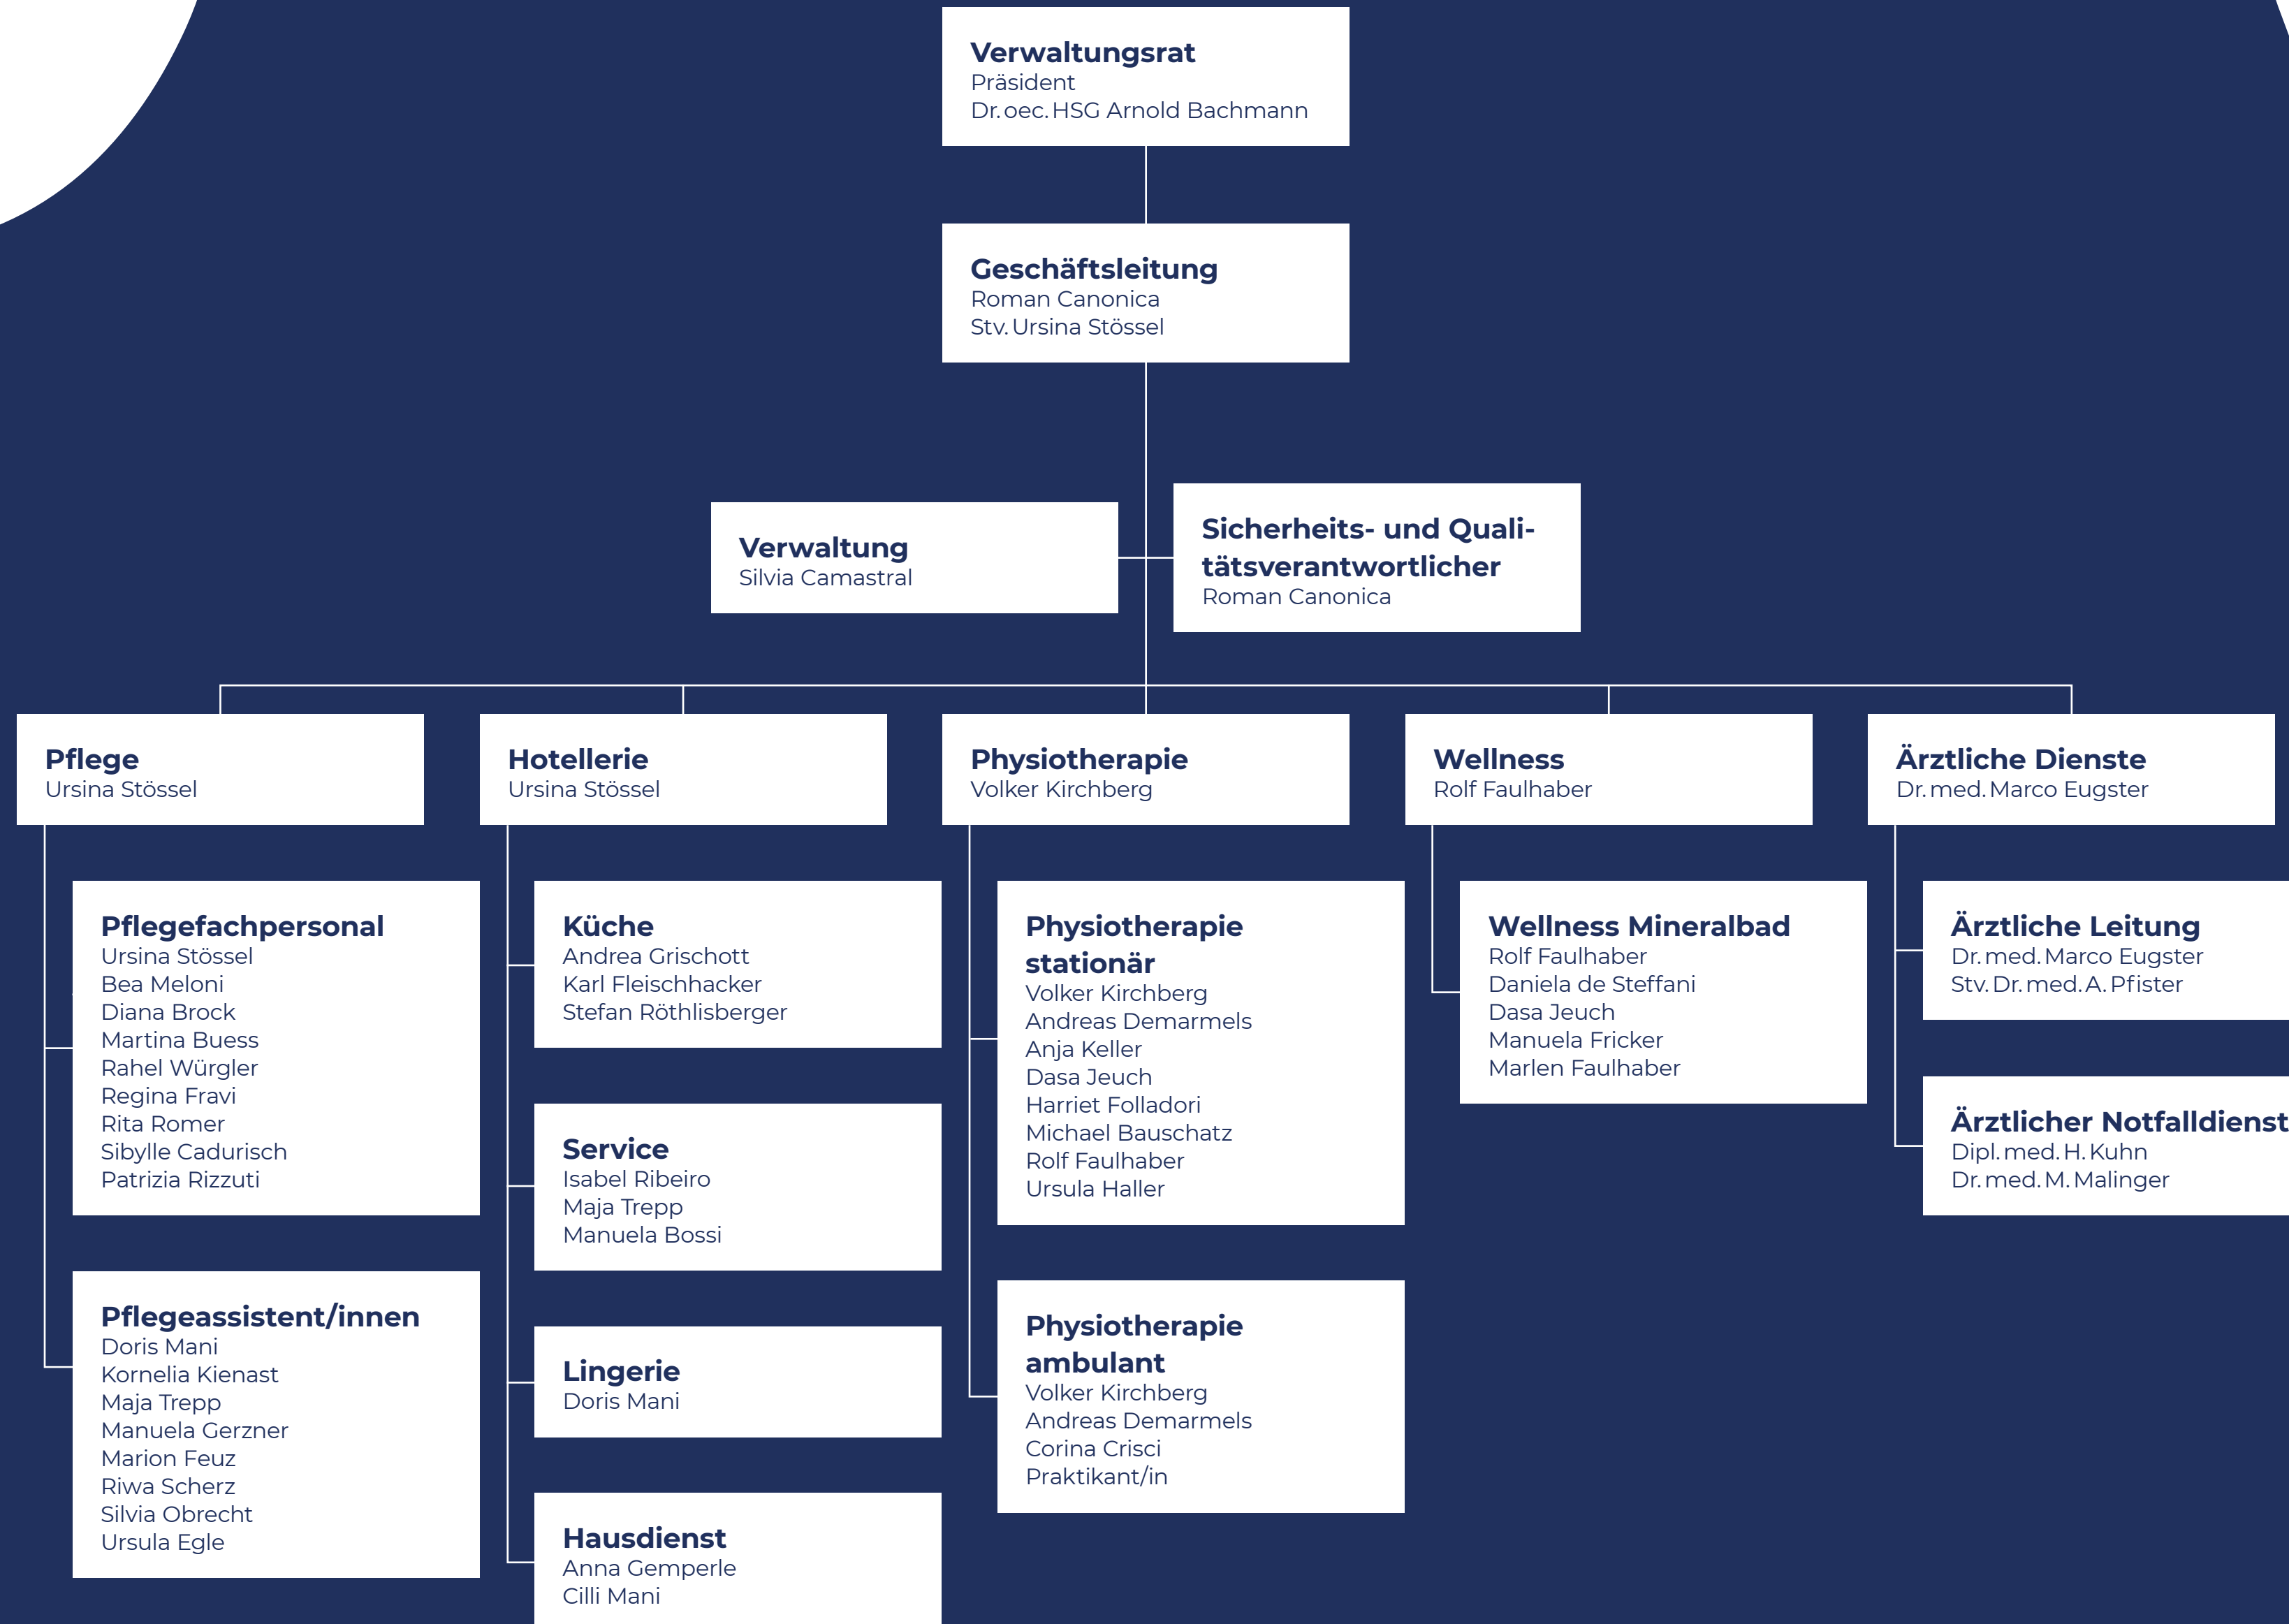 Verwaltungsrat
Präsident
Dr. oec. HSG Arnold Bachmann
Geschäftsleitung
Roman Canonica
Stv. Ursina Stössel
Verwaltung
Silvia Camastral
Sicherheits- und Quali-
tätsverantwortlicher
Roman Canonica
Pflege
Ursina Stössel
Hotellerie
Ursina Stössel
Physiotherapie
Volker Kirchberg
Wellness
Rolf Faulhaber
Ärztliche Dienste
Dr. med. Marco Eugster
Pflegefachpersonal
Ursina Stössel
Bea Meloni
Diana Brock
Martina Buess
Rahel Würgler
Regina Fravi
Rita Romer
Sibylle Cadurisch
Patrizia Rizzuti
Pflegeassistent/innen
Doris Mani
Kornelia Kienast
Maja Trepp
Manuela Gerzner
Marion Feuz
Riwa Scherz
Silvia Obrecht
Ursula Egle
Küche
Andrea Grischott
Karl Fleischhacker
Stefan Röthlisberger
Service
Isabel Ribeiro
Maja Trepp
Manuela Bossi
Lingerie
Doris Mani
Hausdienst
Anna Gemperle
Cilli Mani
Physiotherapie
stationär
Volker Kirchberg
Andreas Demarmels
Anja Keller
Dasa Jeuch
Harriet Folladori
Michael Bauschatz
Rolf Faulhaber
Ursula Haller
Physiotherapie
ambulant
Volker Kirchberg
Andreas Demarmels
Corina Crisci
Praktikant/in
Wellness Mineralbad
Rolf Faulhaber
Daniela de Steffani
Dasa Jeuch
Manuela Fricker
Marlen Faulhaber
Ärztliche Leitung
Dr. med. Marco Eugster
Stv. Dr. med. A. Pfister
Ärztlicher Notfalldienst
Dipl. med. H. Kuhn
Dr. med. M. Malinger